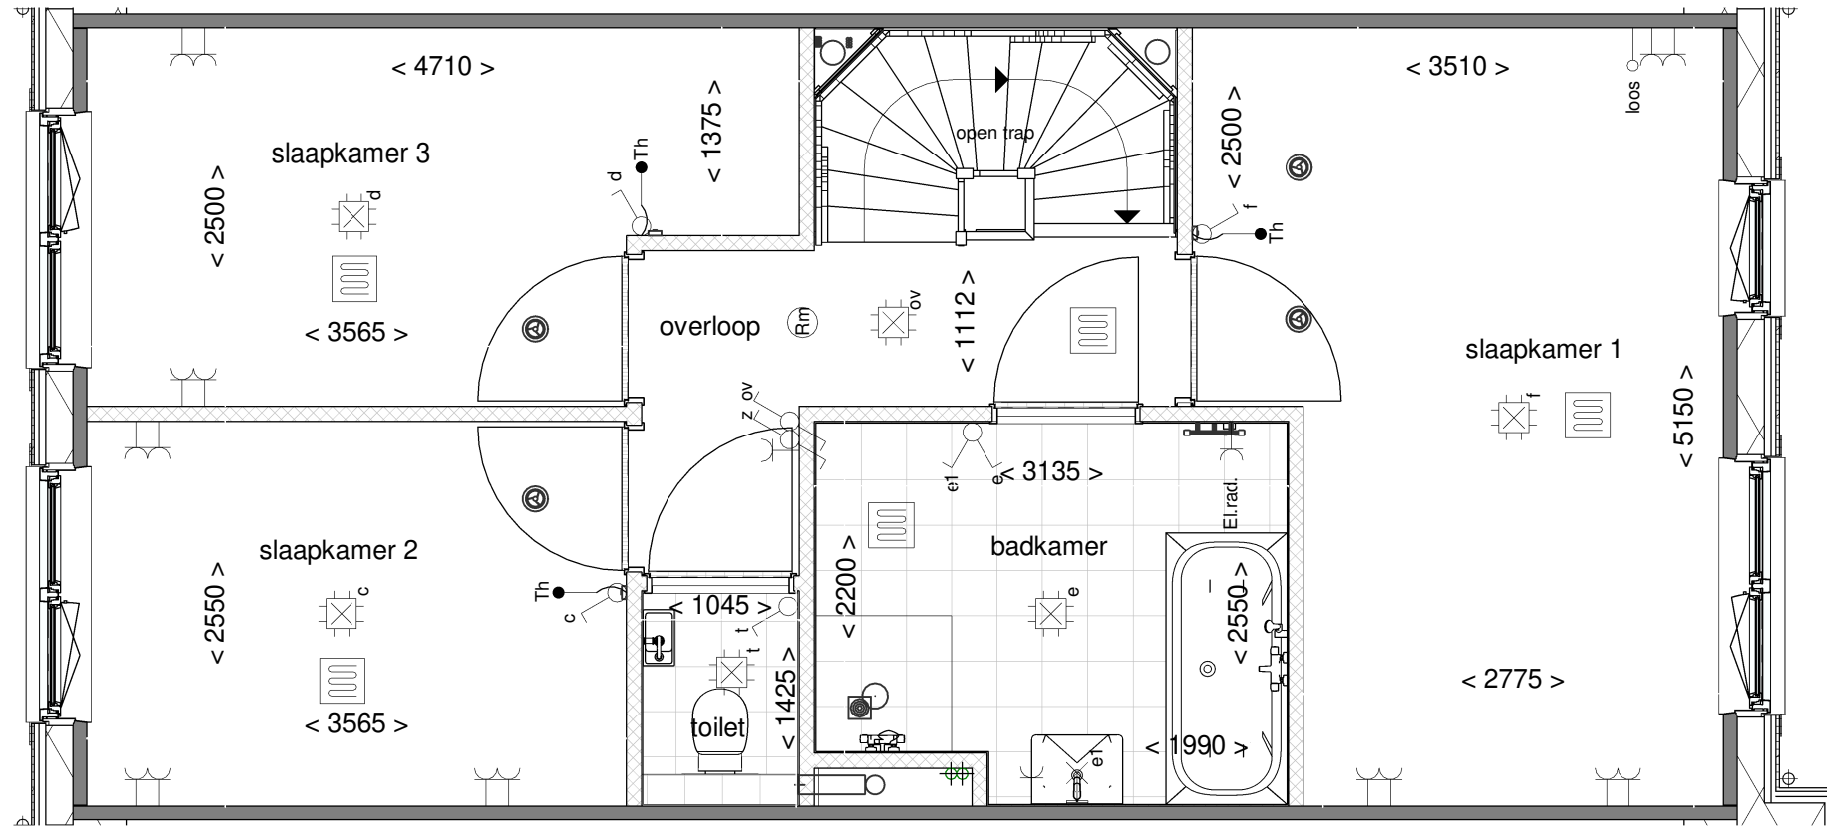 < 4710 >
< 3510 >
loos
< 1375 >
< 2500 >
open trap
slaapkamer 3
Th
d
d
< 2500 >
f
Th
< 3565 >
overloop
Rm
ov
< 1112 >
slaapkamer 1
f
< 5150 >
ov
z
e1
e
< 3135 >
El.rad.
slaapkamer 2
badkamer
c
Th
c
< 2550 >
< 1045 >
t
t
< 2200 >
e
< 2550 >
< 2775 >
< 3565 >
toilet
< 1425 >
< 1990 >
e1